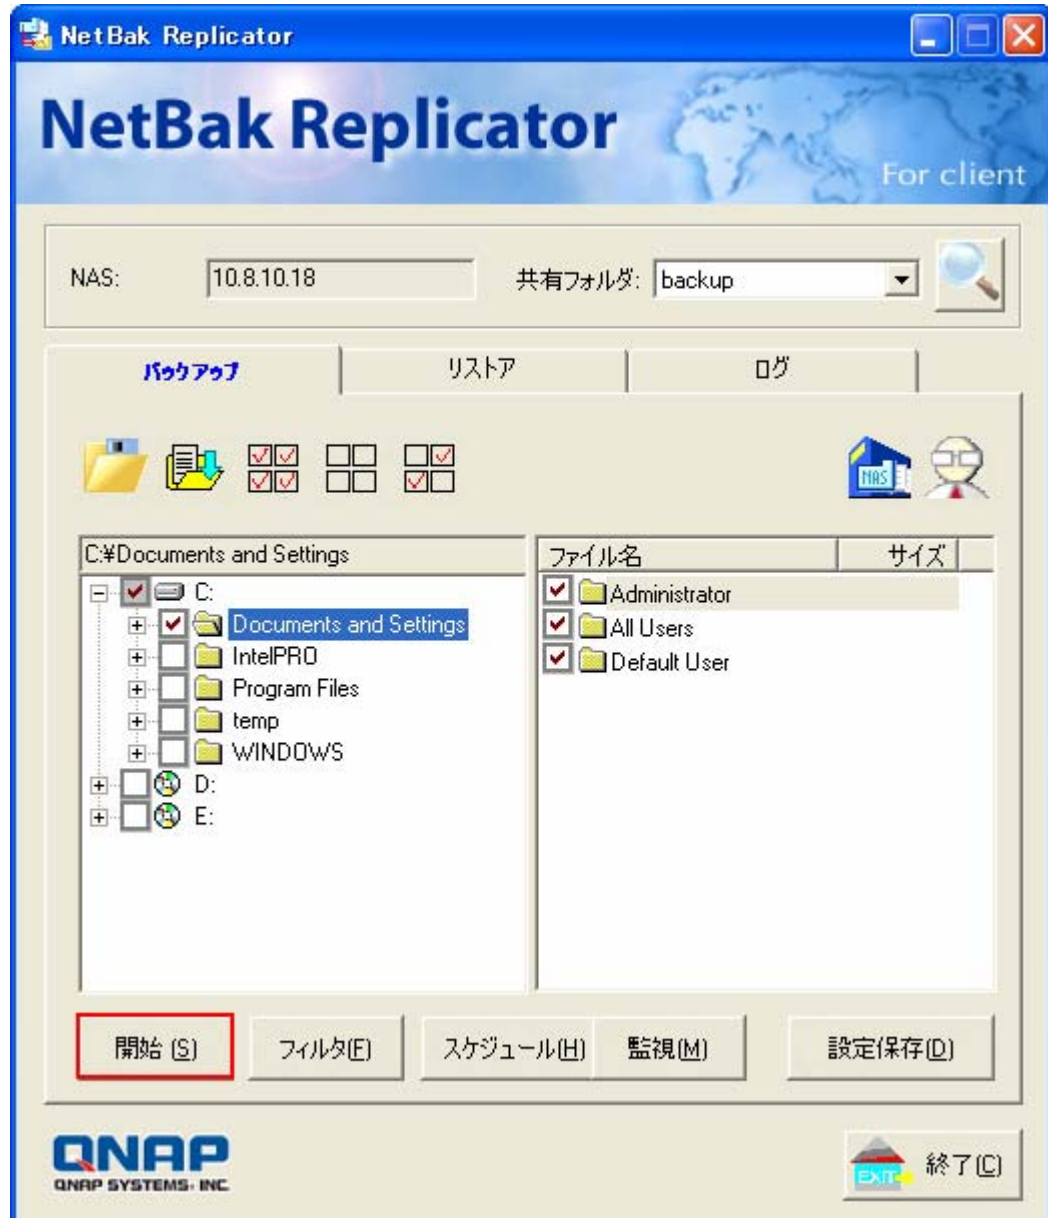 NetBak Replicator
NetBak Replicator
For client
NAS: 10.8.10.18 共有フォルダ: backup
バックアップ リストア ログ
NAS
C:¥Documents and Settings
ファイル名 サイズ
C:
Documents and Settings
IntelPRO
Program Files
temp
WINDOWS
D:
E:
Administrator
All Users
Default User
開始 (S) フィルタ(F) スケジュール(H) 監視(M) 設定保存(D)
QNAP
QNAP SYSTEMS, INC.
EXIT 終了(C)